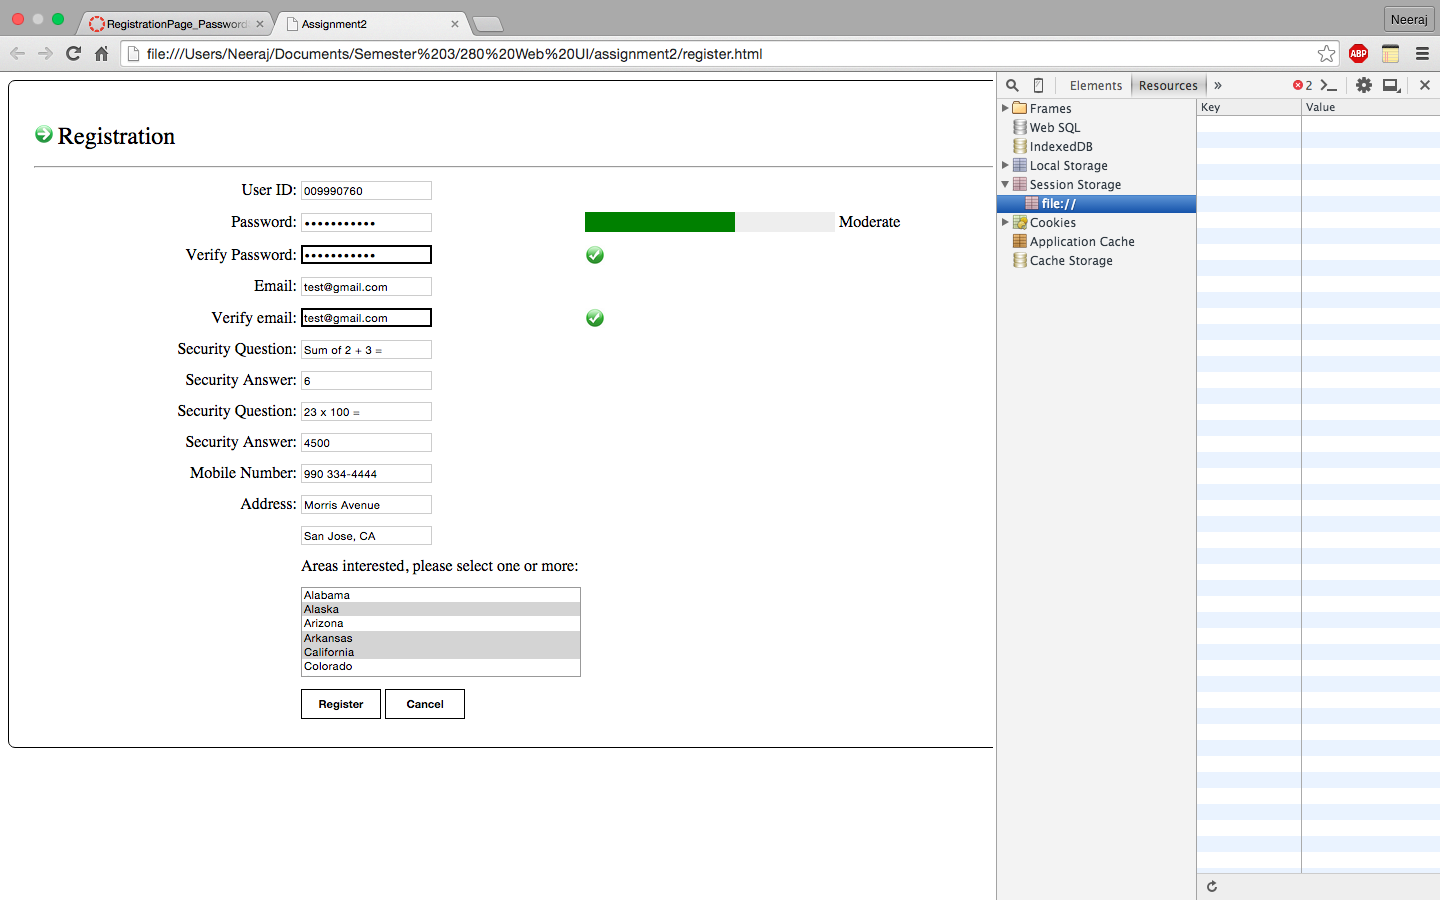 RegistrationPage_Password
Assignment2
Neeraj
file:///Users/Neeraj/Documents/Semester%203/280%20Web%20UI/assignment2/register.html
ABP
Elements Resources » 2
Key Value
Frames
Web SQL
IndexedDB
Local Storage
Session Storage
file://
Cookies
Application Cache
Cache Storage
Registration
User ID: 009990760
Password: ••••••••••• Moderate
Verify Password: •••••••••••
Email: test@gmail.com
Verify email: test@gmail.com
Security Question: Sum of 2 + 3 =
Security Answer: 6
Security Question: 23 x 100 =
Security Answer: 4500
Mobile Number: 990 334-4444
Address: Morris Avenue
San Jose, CA
Areas interested, please select one or more:
Alabama
Alaska
Arizona
Arkansas
California
Colorado
Register Cancel